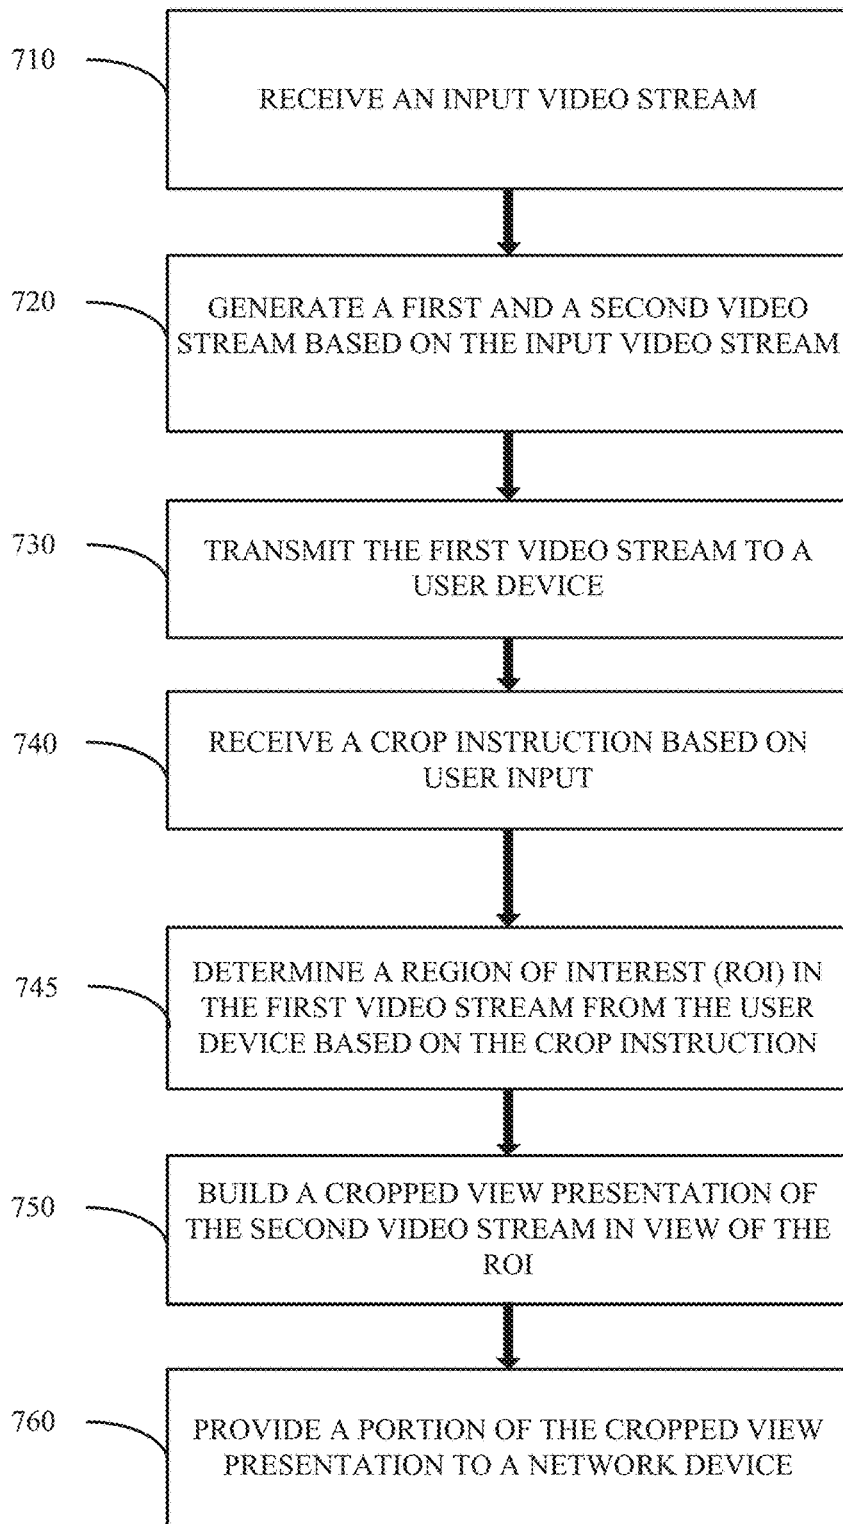 710
RECEIVE AN INPUT VIDEO STREAM
720
GENERATE A FIRST AND A SECOND VIDEO
STREAM BASED ON THE INPUT VIDEO STREAM
730
TRANSMIT THE FIRST VIDEO STREAM TO A
USER DEVICE
740
RECEIVE A CROP INSTRUCTION BASED ON
USER INPUT
745
DETERMINE A REGION OF INTEREST (ROI) IN
THE FIRST VIDEO STREAM FROM THE USER
DEVICE BASED ON THE CROP INSTRUCTION
750
BUILD A CROPPED VIEW PRESENTATION OF
THE SECOND VIDEO STREAM IN VIEW OF THE
ROI
760
PROVIDE A PORTION OF THE CROPPED VIEW
PRESENTATION TO A NETWORK DEVICE